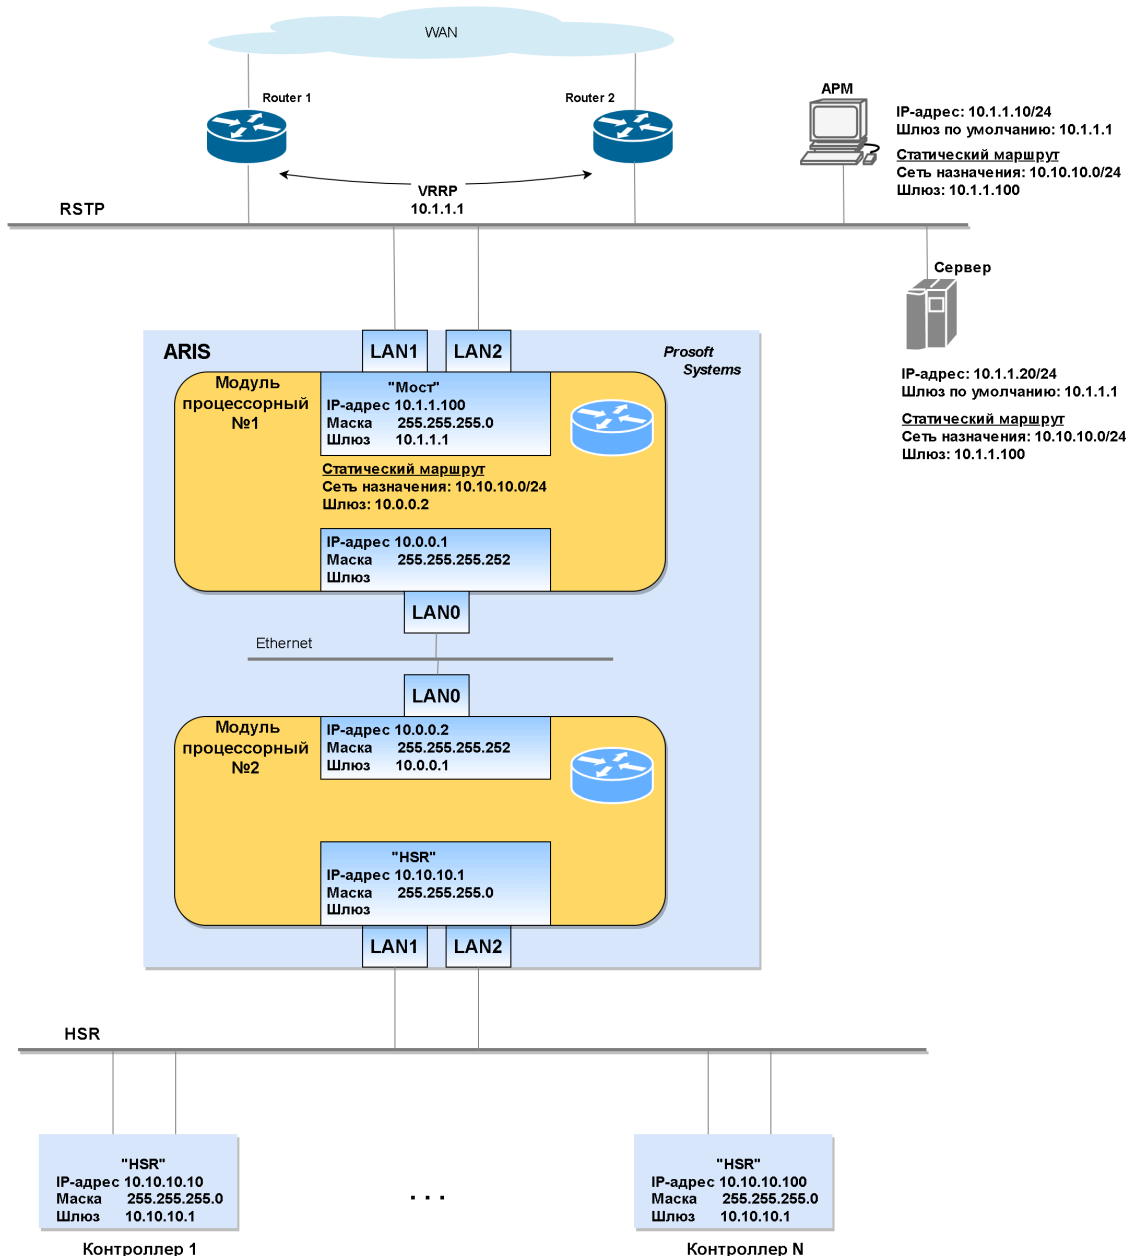 WAN
Router 1
Router 2
VRRP
10.1.1.1
АРМ
IP-адрес: 10.1.1.10/24
Шлюз по умолчанию: 10.1.1.1
Статический маршрут
Сеть назначения: 10.10.10.0/24
Шлюз: 10.1.1.100
RSTP
Сервер
IP-адрес: 10.1.1.20/24
Шлюз по умолчанию: 10.1.1.1
Статический маршрут
Сеть назначения: 10.10.10.0/24
Шлюз: 10.1.1.100
ARIS
LAN1
LAN2
Prosoft
Systems
Модуль
процессорный
№1
"Мост"
IP-адрес 10.1.1.100
Маска 255.255.255.0
Шлюз 10.1.1.1
Статический маршрут
Сеть назначения: 10.10.10.0/24
Шлюз: 10.0.0.2
IP-адрес 10.0.0.1
Маска 255.255.255.252
Шлюз
LAN0
Ethernet
LAN0
Модуль
процессорный
№2
IP-адрес 10.0.0.2
Маска 255.255.255.252
Шлюз 10.0.0.1
"HSR"
IP-адрес 10.10.10.1
Маска 255.255.255.0
Шлюз
LAN1
LAN2
HSR
"HSR"
IP-адрес 10.10.10.10
Маска 255.255.255.0
Шлюз 10.10.10.1
Контроллер 1
. . .
"HSR"
IP-адрес 10.10.10.100
Маска 255.255.255.0
Шлюз 10.10.10.1
Контроллер N